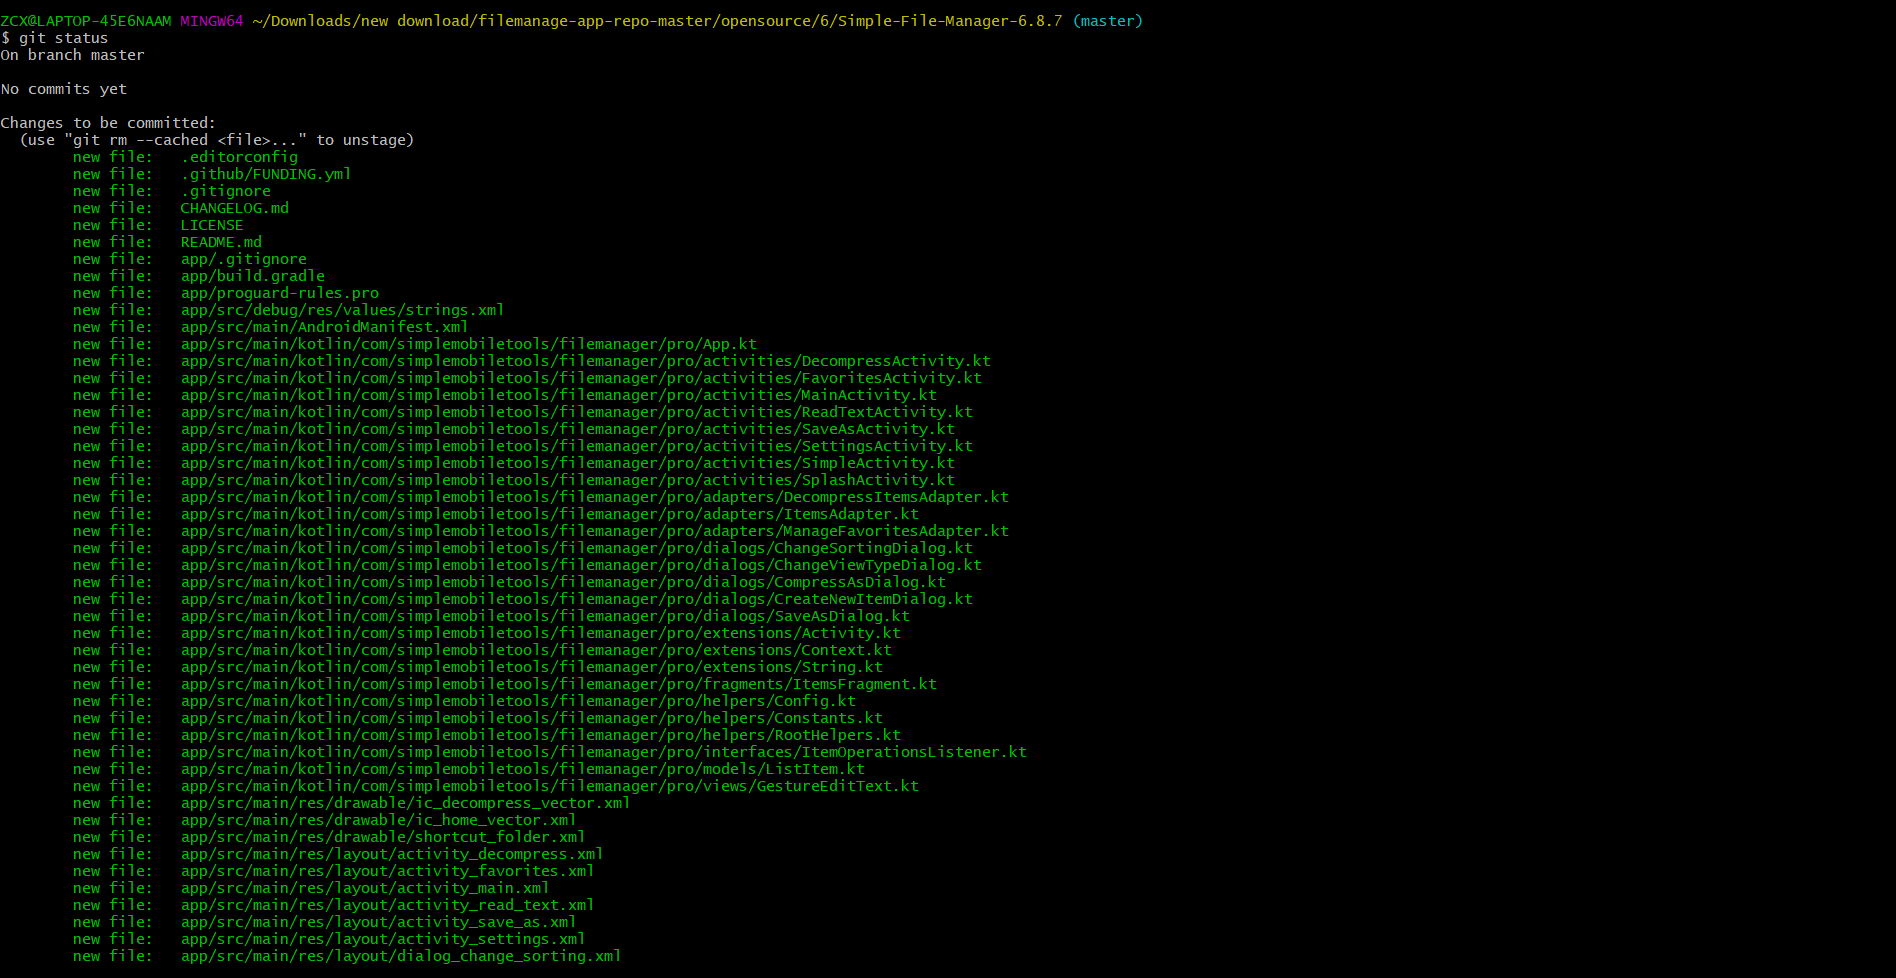 ZCX@LAPTOP-45E6NAAM MINGW64 ~/Downloads/new download/filemanage-app-repo-master/opensource/6/Simple-File-Manager-6.8.7 (master)
$ git status
On branch master
No commits yet
Changes to be committed:
  (use "git rm --cached <file>..." to unstage)
        new file:   .editorconfig
        new file:   .github/FUNDING.yml
        new file:   .gitignore
        new file:   CHANGELOG.md
        new file:   LICENSE
        new file:   README.md
        new file:   app/.gitignore
        new file:   app/build.gradle
        new file:   app/proguard-rules.pro
        new file:   app/src/debug/res/values/strings.xml
        new file:   app/src/main/AndroidManifest.xml
        new file:   app/src/main/kotlin/com/simplemobiletools/filemanager/pro/App.kt
        new file:   app/src/main/kotlin/com/simplemobiletools/filemanager/pro/activities/DecompressActivity.kt
        new file:   app/src/main/kotlin/com/simplemobiletools/filemanager/pro/activities/FavoritesActivity.kt
        new file:   app/src/main/kotlin/com/simplemobiletools/filemanager/pro/activities/MainActivity.kt
        new file:   app/src/main/kotlin/com/simplemobiletools/filemanager/pro/activities/ReadTextActivity.kt
        new file:   app/src/main/kotlin/com/simplemobiletools/filemanager/pro/activities/SaveAsActivity.kt
        new file:   app/src/main/kotlin/com/simplemobiletools/filemanager/pro/activities/SettingsActivity.kt
        new file:   app/src/main/kotlin/com/simplemobiletools/filemanager/pro/activities/SimpleActivity.kt
        new file:   app/src/main/kotlin/com/simplemobiletools/filemanager/pro/activities/SplashActivity.kt
        new file:   app/src/main/kotlin/com/simplemobiletools/filemanager/pro/adapters/DecompressItemsAdapter.kt
        new file:   app/src/main/kotlin/com/simplemobiletools/filemanager/pro/adapters/ItemsAdapter.kt
        new file:   app/src/main/kotlin/com/simplemobiletools/filemanager/pro/adapters/ManageFavoritesAdapter.kt
        new file:   app/src/main/kotlin/com/simplemobiletools/filemanager/pro/dialogs/ChangeSortingDialog.kt
        new file:   app/src/main/kotlin/com/simplemobiletools/filemanager/pro/dialogs/ChangeViewTypeDialog.kt
        new file:   app/src/main/kotlin/com/simplemobiletools/filemanager/pro/dialogs/CompressAsDialog.kt
        new file:   app/src/main/kotlin/com/simplemobiletools/filemanager/pro/dialogs/CreateNewItemDialog.kt
        new file:   app/src/main/kotlin/com/simplemobiletools/filemanager/pro/dialogs/SaveAsDialog.kt
        new file:   app/src/main/kotlin/com/simplemobiletools/filemanager/pro/extensions/Activity.kt
        new file:   app/src/main/kotlin/com/simplemobiletools/filemanager/pro/extensions/Context.kt
        new file:   app/src/main/kotlin/com/simplemobiletools/filemanager/pro/extensions/String.kt
        new file:   app/src/main/kotlin/com/simplemobiletools/filemanager/pro/fragments/ItemsFragment.kt
        new file:   app/src/main/kotlin/com/simplemobiletools/filemanager/pro/helpers/Config.kt
        new file:   app/src/main/kotlin/com/simplemobiletools/filemanager/pro/helpers/Constants.kt
        new file:   app/src/main/kotlin/com/simplemobiletools/filemanager/pro/helpers/RootHelpers.kt
        new file:   app/src/main/kotlin/com/simplemobiletools/filemanager/pro/interfaces/ItemOperationsListener.kt
        new file:   app/src/main/kotlin/com/simplemobiletools/filemanager/pro/models/ListItem.kt
        new file:   app/src/main/kotlin/com/simplemobiletools/filemanager/pro/views/GestureEditText.kt
        new file:   app/src/main/res/drawable/ic_decompress_vector.xml
        new file:   app/src/main/res/drawable/ic_home_vector.xml
        new file:   app/src/main/res/drawable/shortcut_folder.xml
        new file:   app/src/main/res/layout/activity_decompress.xml
        new file:   app/src/main/res/layout/activity_favorites.xml
        new file:   app/src/main/res/layout/activity_main.xml
        new file:   app/src/main/res/layout/activity_read_text.xml
        new file:   app/src/main/res/layout/activity_save_as.xml
        new file:   app/src/main/res/layout/activity_settings.xml
        new file:   app/src/main/res/layout/dialog_change_sorting.xml